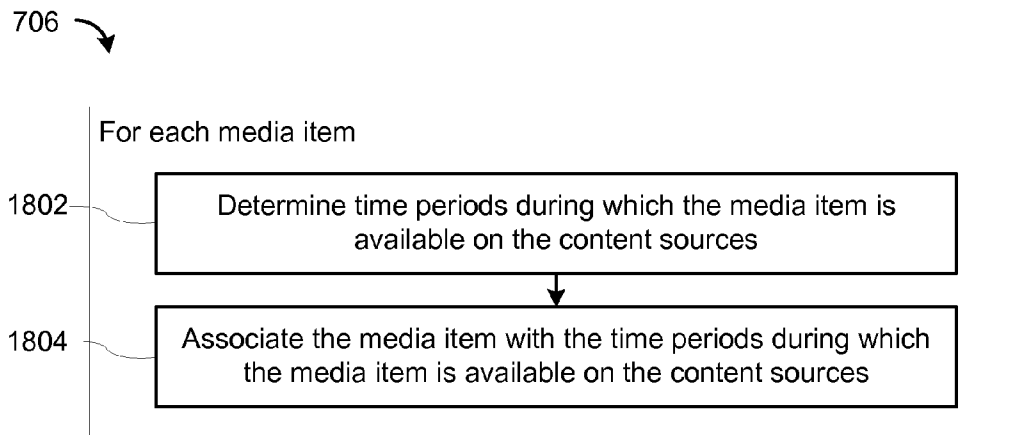 706
For each media item
1802
Determine time periods during which the media item is
available on the content sources
1804
Associate the media item with the time periods during which
the media item is available on the content sources